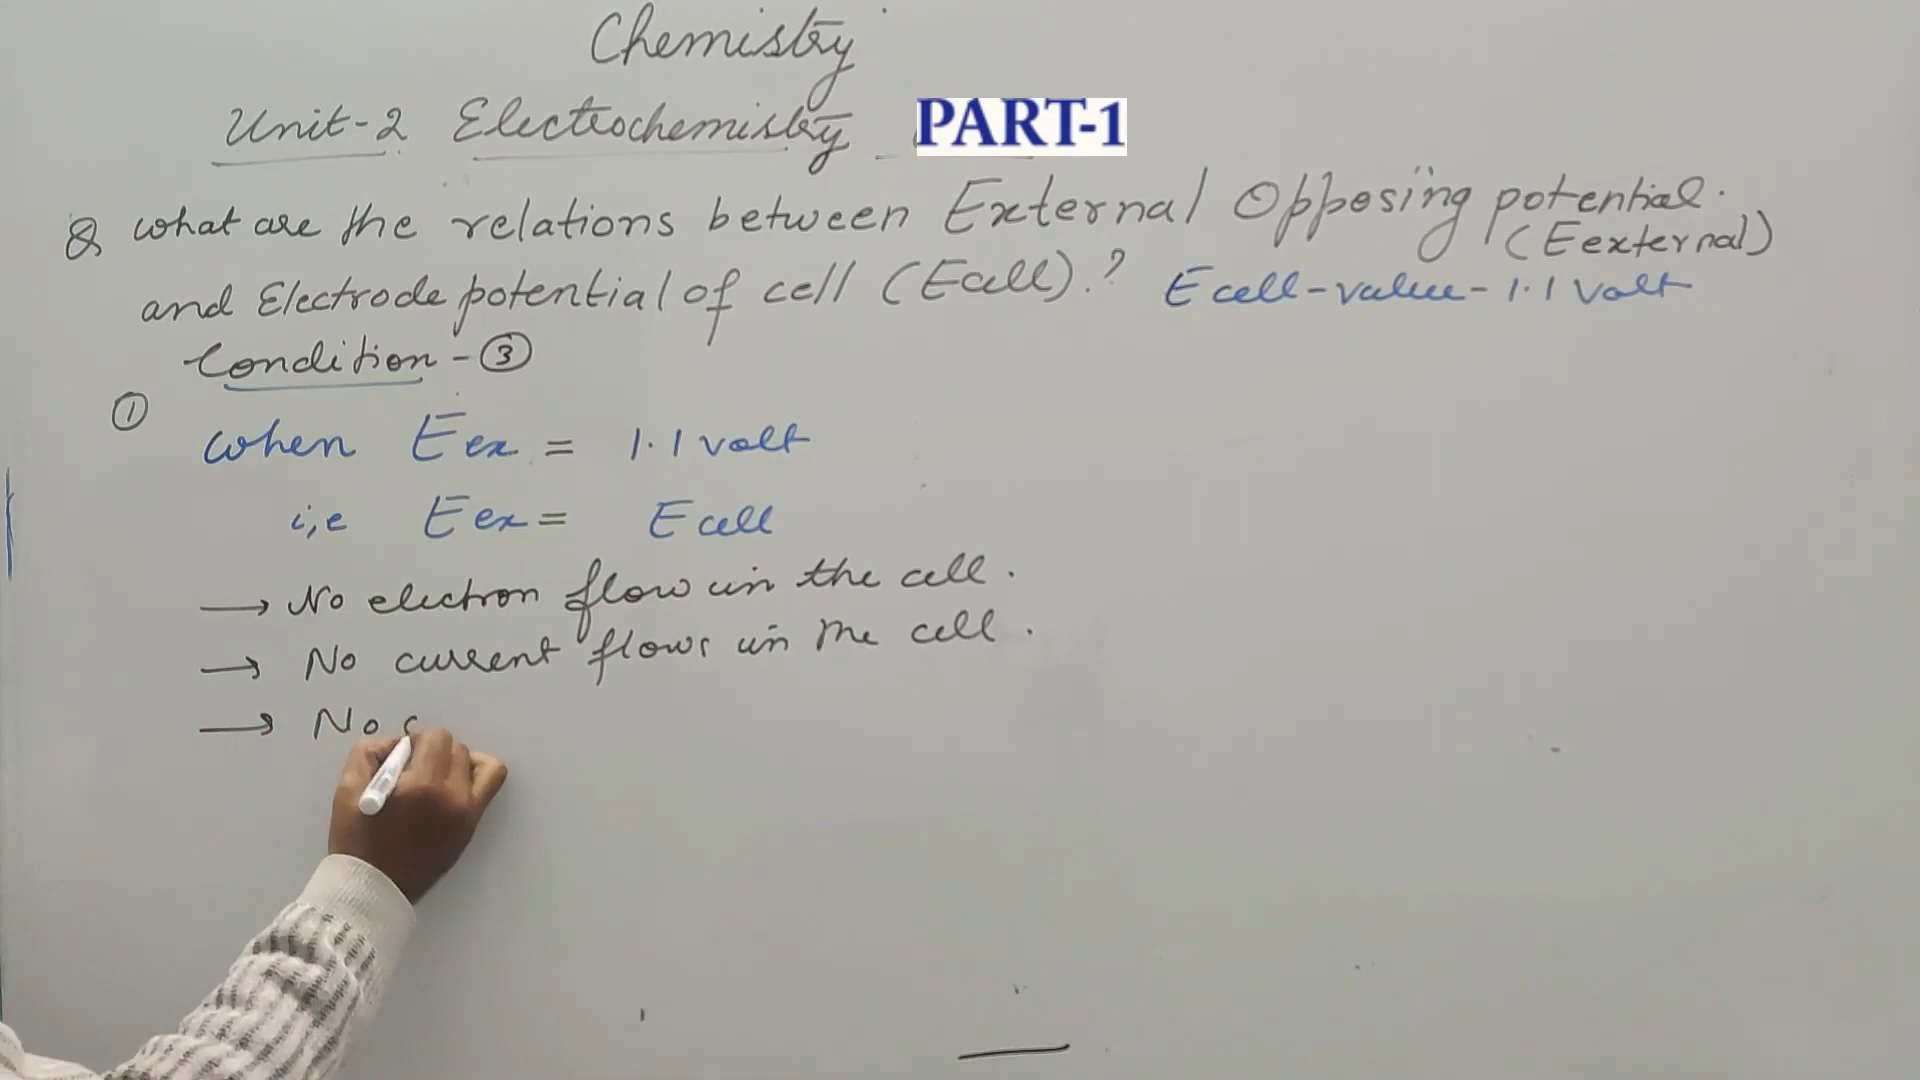 Chemistry
Unit-2 Electrochemistry PART-1
Q what are the relations between External Opposing potential.
(Eexternal)
and Electrode potential of cell (Ecell).? Ecell-value-1.1 Volt
Condition-③
①
when Eex = 1.1 volt
i,e Eex = Ecell
→ No electron flow in the cell.
→ No current flows in the cell.
→ No